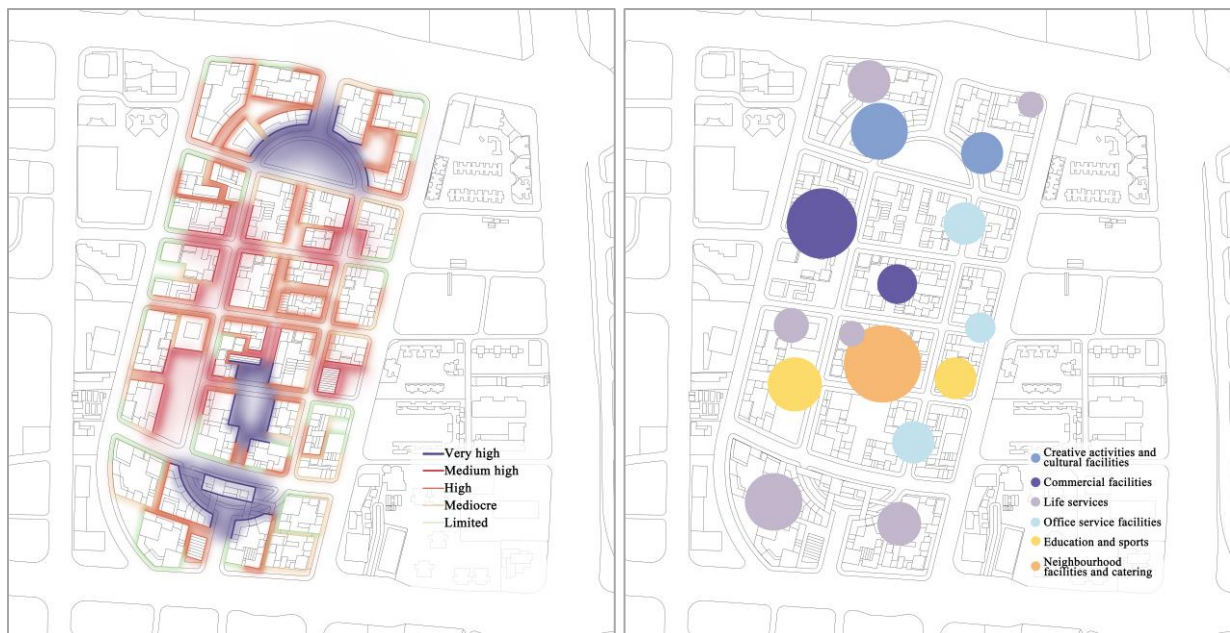 Very high
Medium high
High
Mediocre
Limited
Creative activities and
cultural facilities
Commercial facilities
Life services
Office service facilities
Education and sports
Neighbourhood
facilities and catering